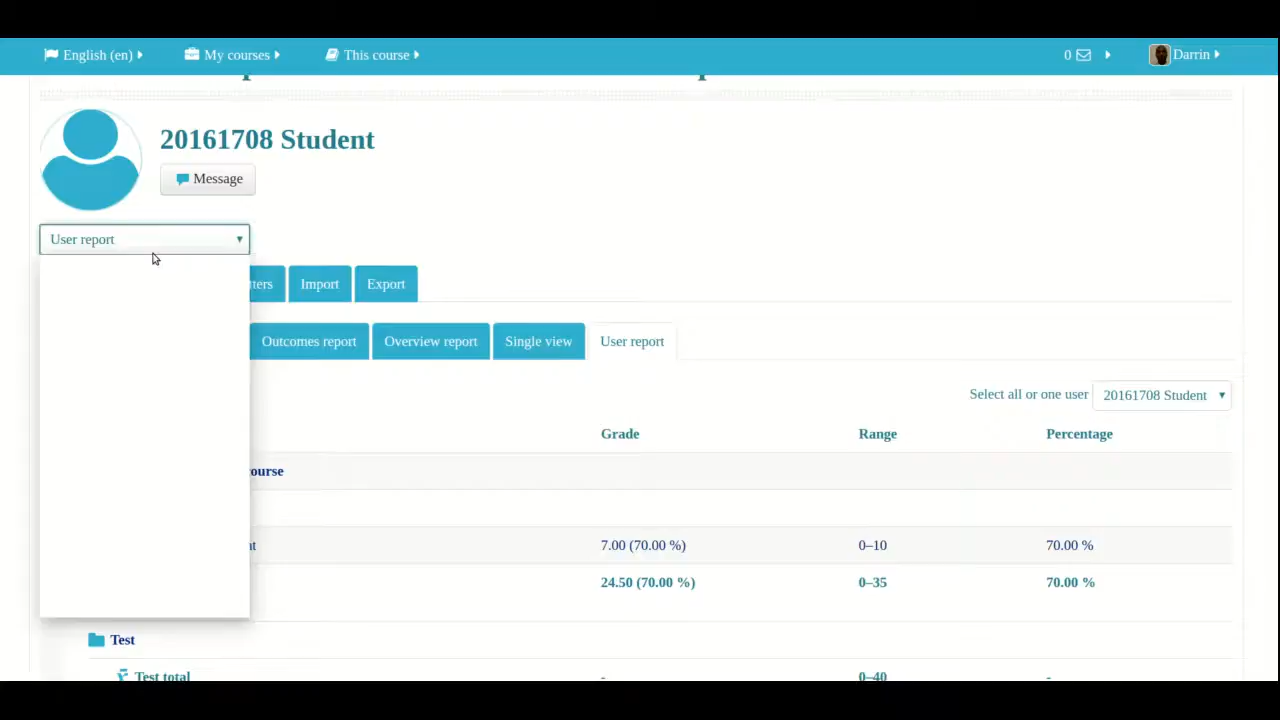 English (en) My courses This course 0 Darrin
20161708 Student
Message
User report
Import Export
Outcomes report Overview report Single view User report
Select all or one user 20161708 Student
Grade Range Percentage
7.00 (70.00 %) 0–10 70.00 %
24.50 (70.00 %) 0–35 70.00 %
Test
Test total - 0–40 -